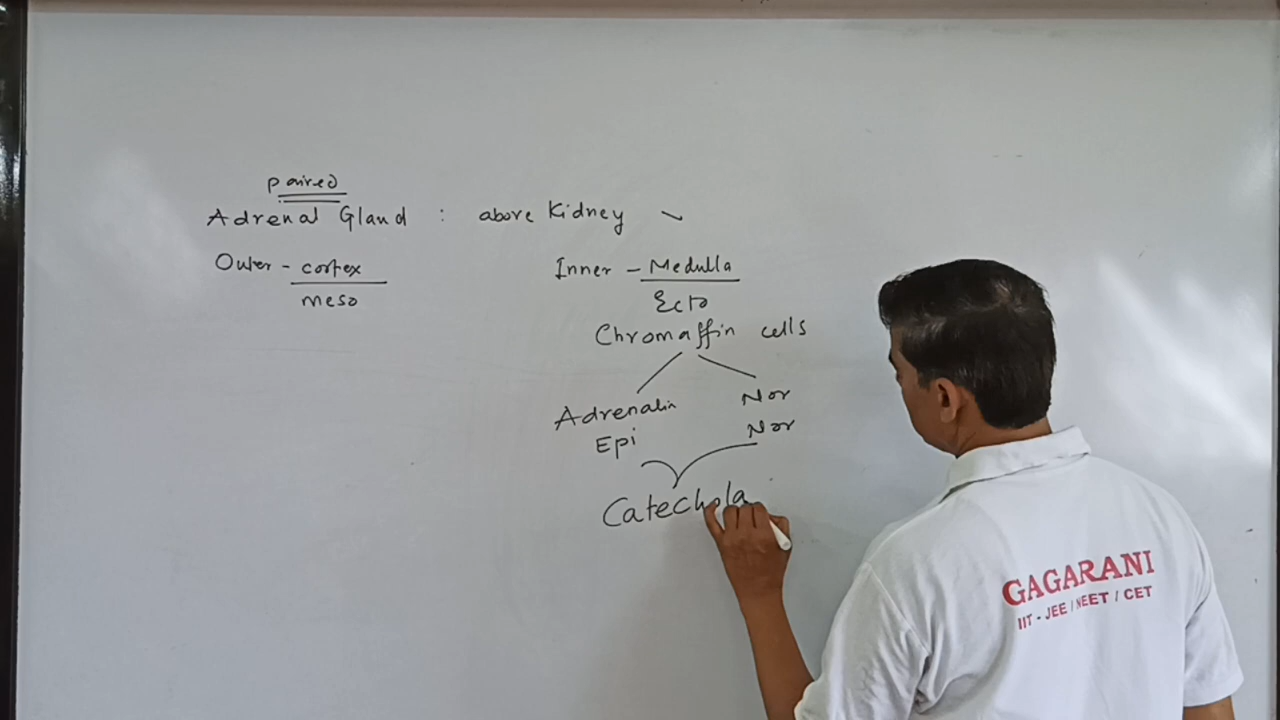 paired
Adrenal Gland : above Kidney
Outer - cortex
meso
Inner - Medulla
Ecto
Chromaffin cells
Adrenalin Nor
Epi Nor
Catechola
GAGARANI
IIT - JEE / NEET / CET